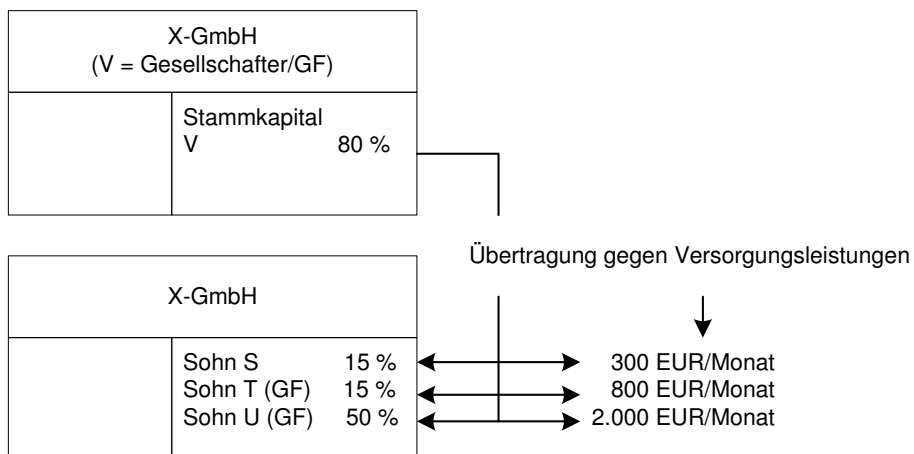 X-GmbH
(V = Gesellschafter/GF)
Stammkapital
V 80 %
Übertragung gegen Versorgungsleistungen
X-GmbH
Sohn S 15 % 300 EUR/Monat
Sohn T (GF) 15 % 800 EUR/Monat
Sohn U (GF) 50 % 2.000 EUR/Monat